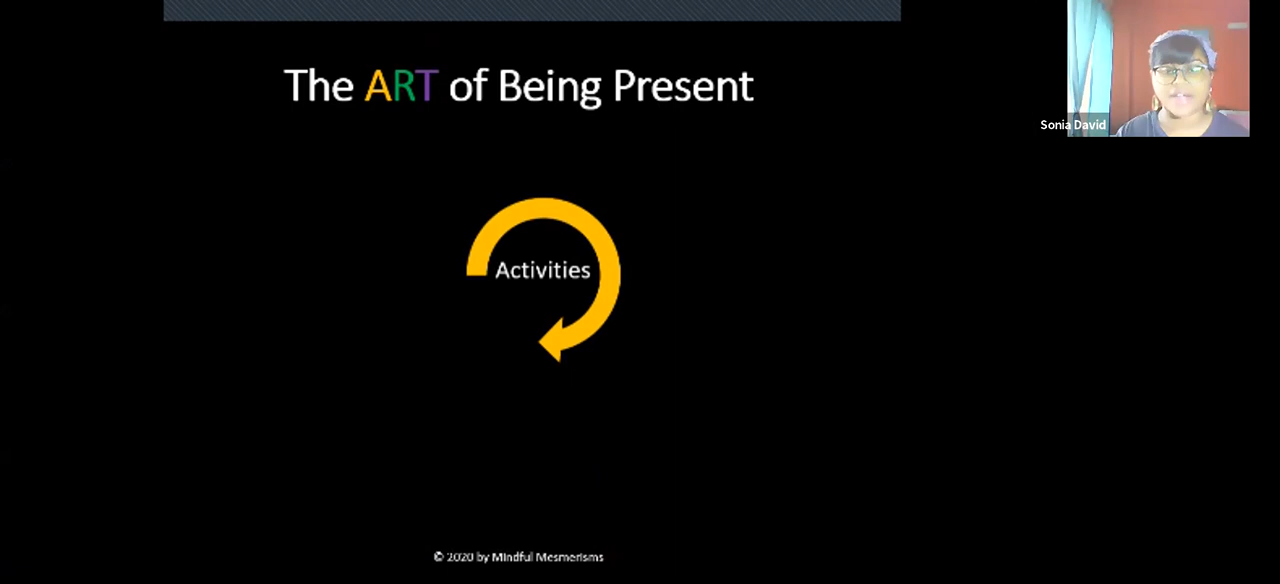 The ART of Being Present
Sonia David
Activities
© 2020 by Mindful Mesmerisms